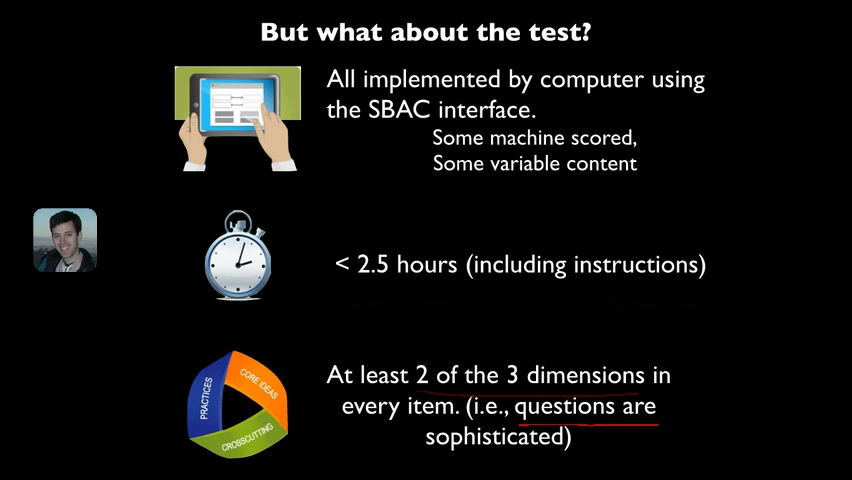 But what about the test?
All implemented by computer using
the SBAC interface.
Some machine scored,
Some variable content
< 2.5 hours (including instructions)
PRACTICES
CORE IDEAS
CROSSCUTTING
At least 2 of the 3 dimensions in
every item. (i.e., questions are
sophisticated)